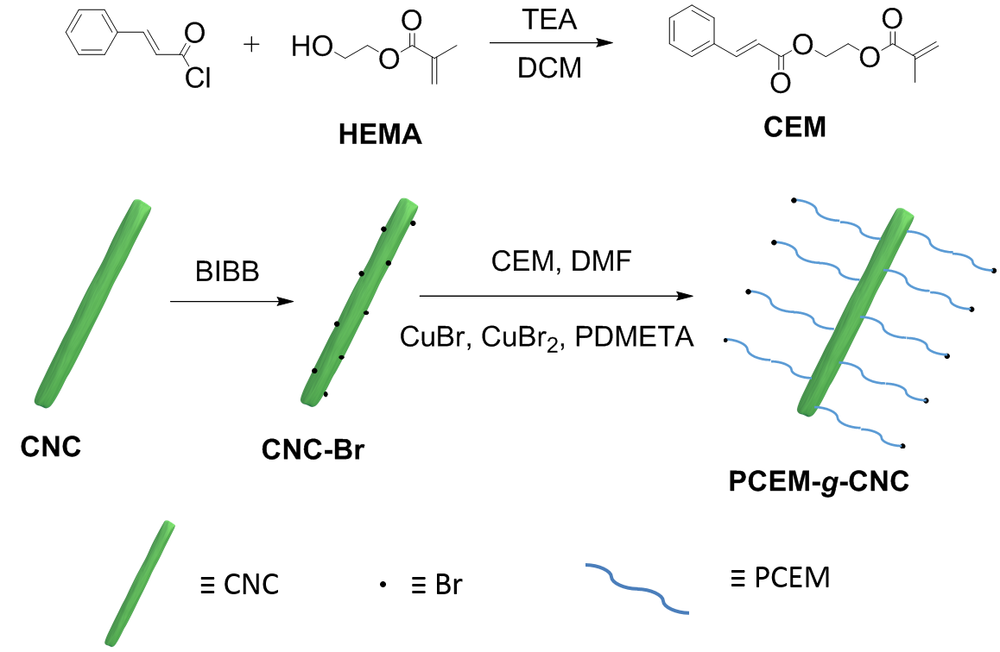 O
Cl
+
HO
O
O
TEA
DCM
O
O
O
O
HEMA
CEM
BIBB
CEM, DMF
CuBr, CuBr₂, PDMETA
CNC
CNC-Br
PCEM-g-CNC
≡ CNC
≡ Br
≡ PCEM